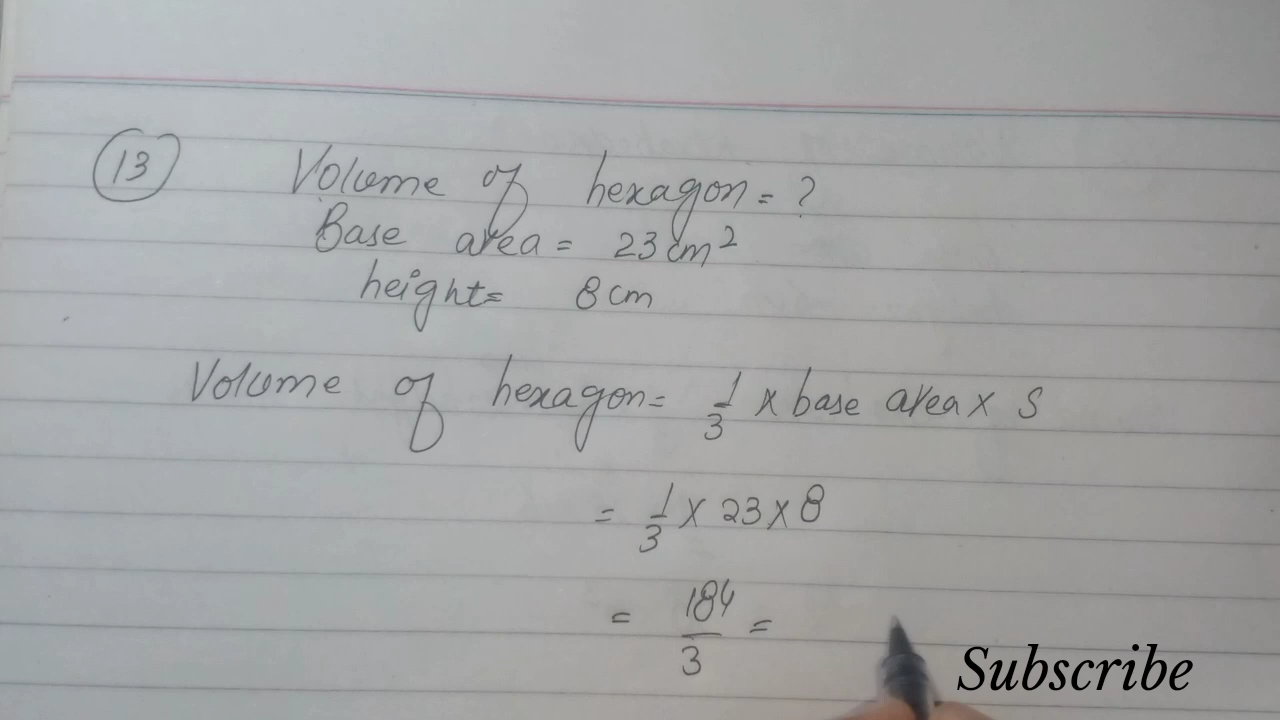 13 Volume of hexagon = ?
Base area = 23 cm²
height = 8 cm
Volume of hexagon = 1/3 × base area × s
= 1/3 × 23 × 8
= 184/3 =
Subscribe